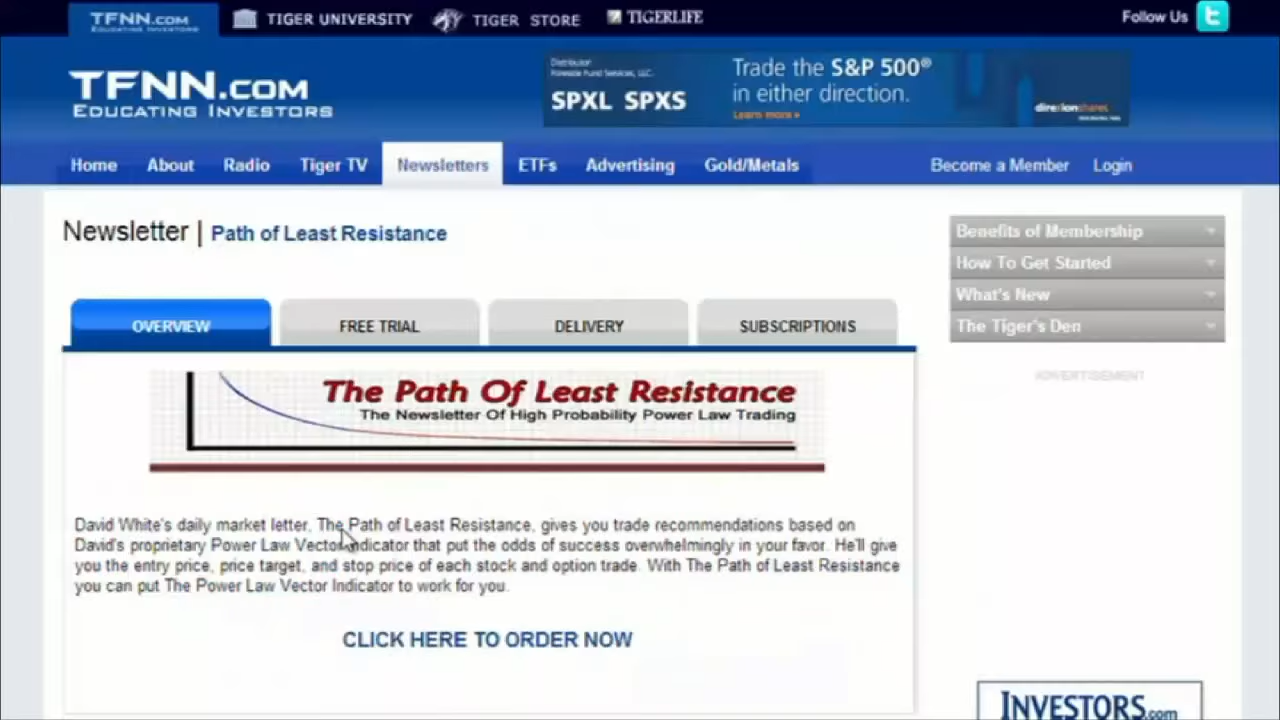 TFNN.COM
EDUCATING INVESTORS
TIGER UNIVERSITY
TIGER STORE
TIGERLIFE
Follow Us
TFNN.COM
EDUCATING INVESTORS
Distributor
SPXL SPXS
Trade the S&P 500®
in either direction.
Learn more
direxionshares
Home
About
Radio
Tiger TV
Newsletters
ETFs
Advertising
Gold/Metals
Become a Member
Login
Newsletter | Path of Least Resistance
OVERVIEW
FREE TRIAL
DELIVERY
SUBSCRIPTIONS
The Path Of Least Resistance
The Newsletter Of High Probability Power Law Trading
David White's daily market letter, The Path of Least Resistance, gives you trade recommendations based on
David's proprietary Power Law Vector Indicator that put the odds of success overwhelmingly in your favor. He'll give
you the entry price, price target, and stop price of each stock and option trade. With The Path of Least Resistance
you can put The Power Law Vector Indicator to work for you.
CLICK HERE TO ORDER NOW
Benefits of Membership
How To Get Started
What's New
The Tiger's Den
ADVERTISEMENT
INVESTORS.com